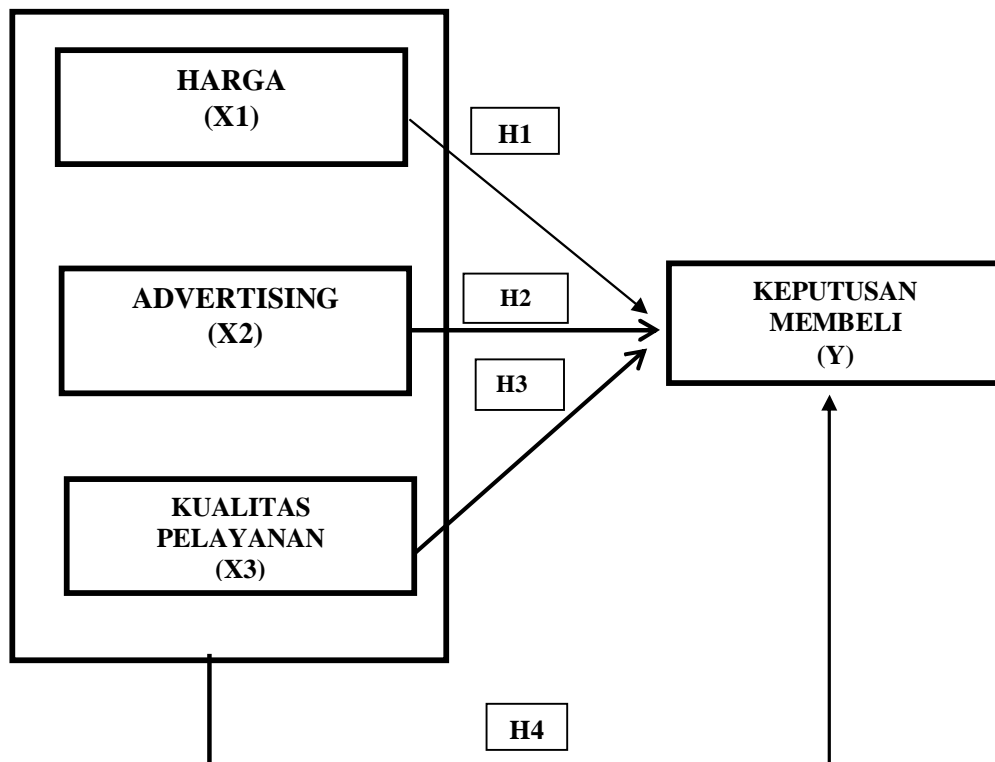 HARGA
(X1)
H1
ADVERTISING
(X2)
H2
KEPUTUSAN
MEMBELI
(Y)
H3
KUALITAS
PELAYANAN
(X3)
H4